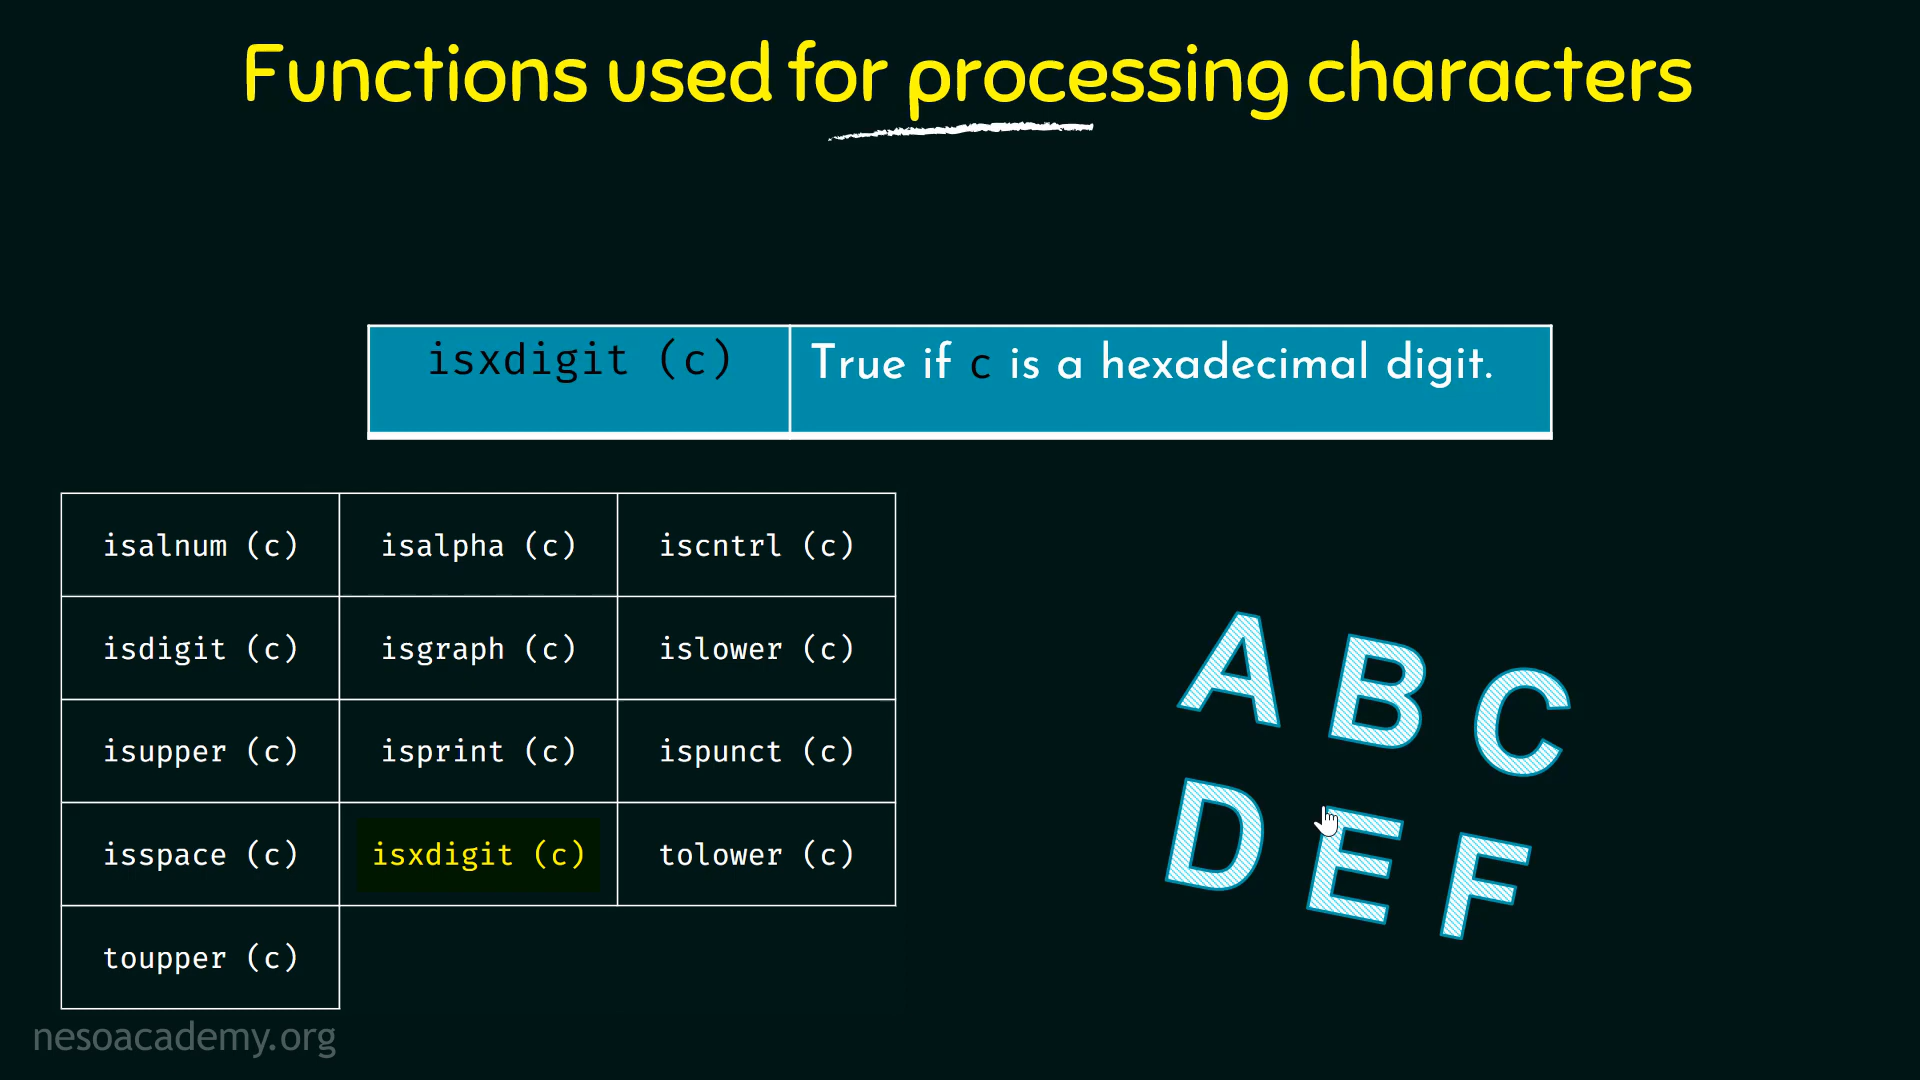 Functions used for processing characters
isxdigit (c) True if c is a hexadecimal digit.
isalnum (c) isalpha (c) iscntrl (c)
isdigit (c) isgraph (c) islower (c)
isupper (c) isprint (c) ispunct (c)
isspace (c) isxdigit (c) tolower (c)
toupper (c)
A B C
D E F
nesoacademy.org